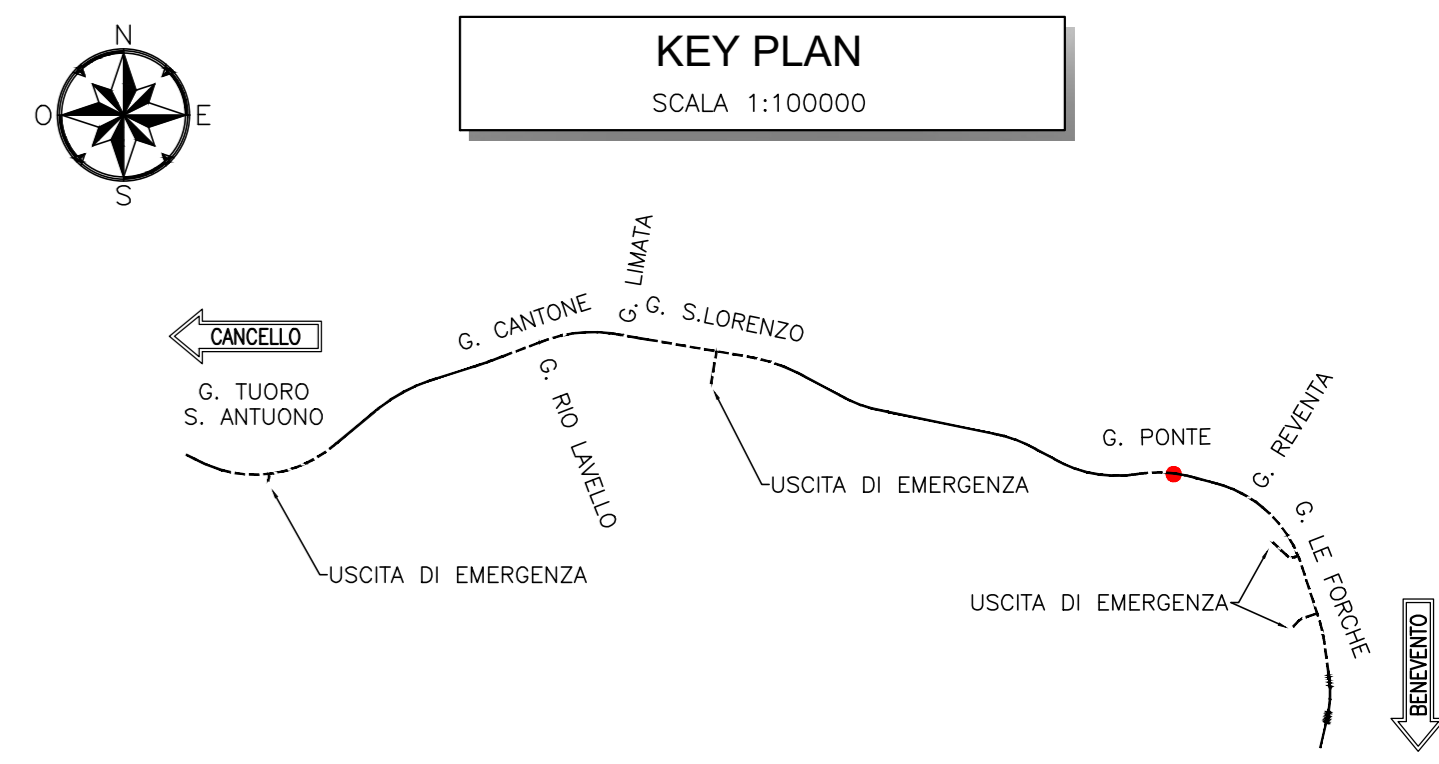 N
O
E
S
KEY PLAN
SCALA 1:100000
CANCELLO
G. TUORO
S. ANTUONO
G. CANTONE
G. LIMATA
G. S.LORENZO
G. RIO LAVELLO
USCITA DI EMERGENZA
USCITA DI EMERGENZA
G. PONTE
G. REVENTA
G. LE FORCHE
USCITA DI EMERGENZA
BENEVENTO